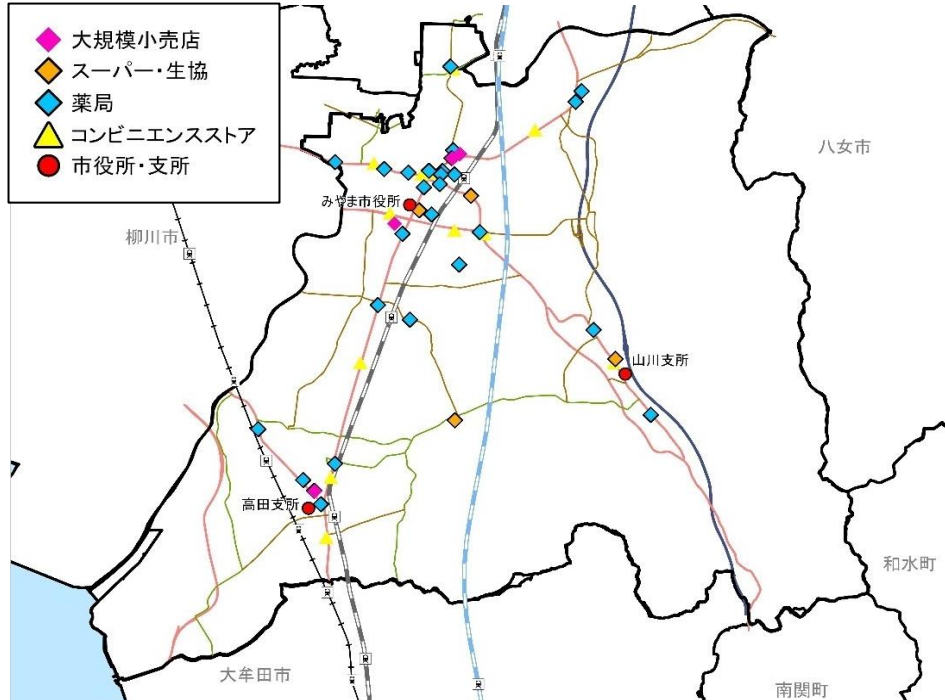 大規模小売店
スーパー・生協
薬局
コンビニエンスストア
市役所・支所
八女市
みやま市役所
柳川市
山川支所
高田支所
和水町
大牟田市
南関町